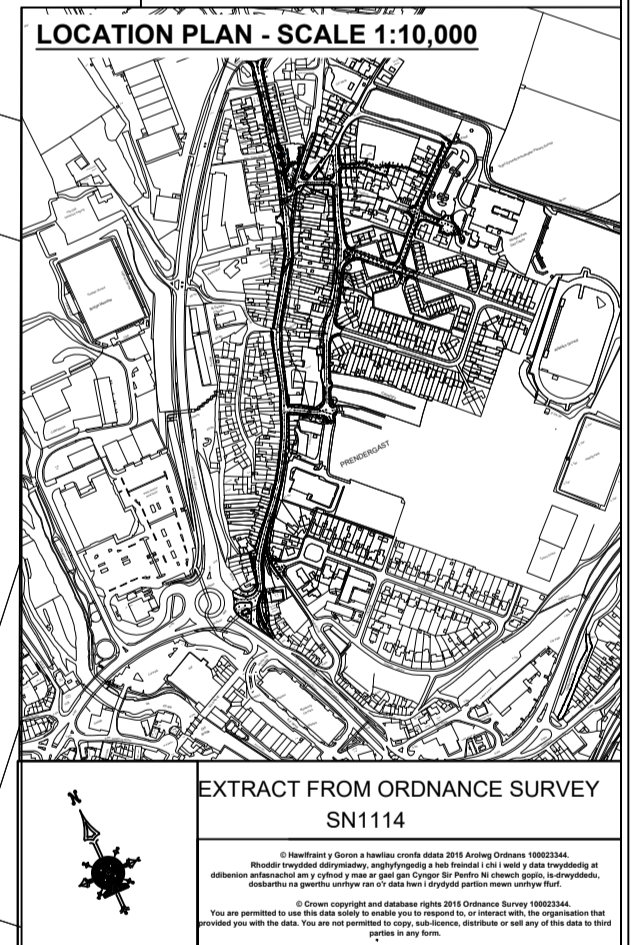 LOCATION PLAN - SCALE 1:10,000
PRENDERGAST
N
EXTRACT FROM ORDNANCE SURVEY
SN1114
© Hawlfraint y Goron a hawliau cronfa ddata 2015 Arolwg Ordnans 100023344.
Rhoddir trwydded ddirymiadwy, anghyfyngedig a heb freindal i chi i weld y data trwyddedig at
ddibenion anfasnachol am y cyfnod y mae ar gael gan Cyngor Sir Penfro Ni chewch gopïo, is-drwyddedu,
dosbarthu na gwerthu unrhyw ran o'r data hwn i drydydd partion mewn unrhyw ffurf.
© Crown copyright and database rights 2015 Ordnance Survey 100023344.
You are permitted to use this data solely to enable you to respond to, or interact with, the organisation that
provided you with the data. You are not permitted to copy, sub-licence, distribute or sell any of this data to third
parties in any form.